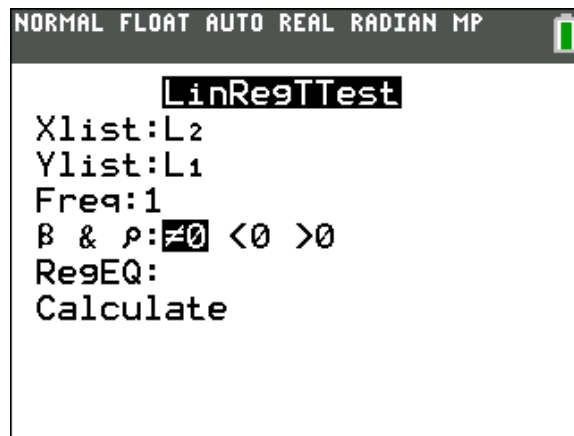 NORMAL FLOAT AUTO REAL RADIAN MP
LinRegTTest
Xlist:L₂
Ylist:L₁
Freq:1
β & ρ:≠0 <0 >0
RegEQ:
Calculate